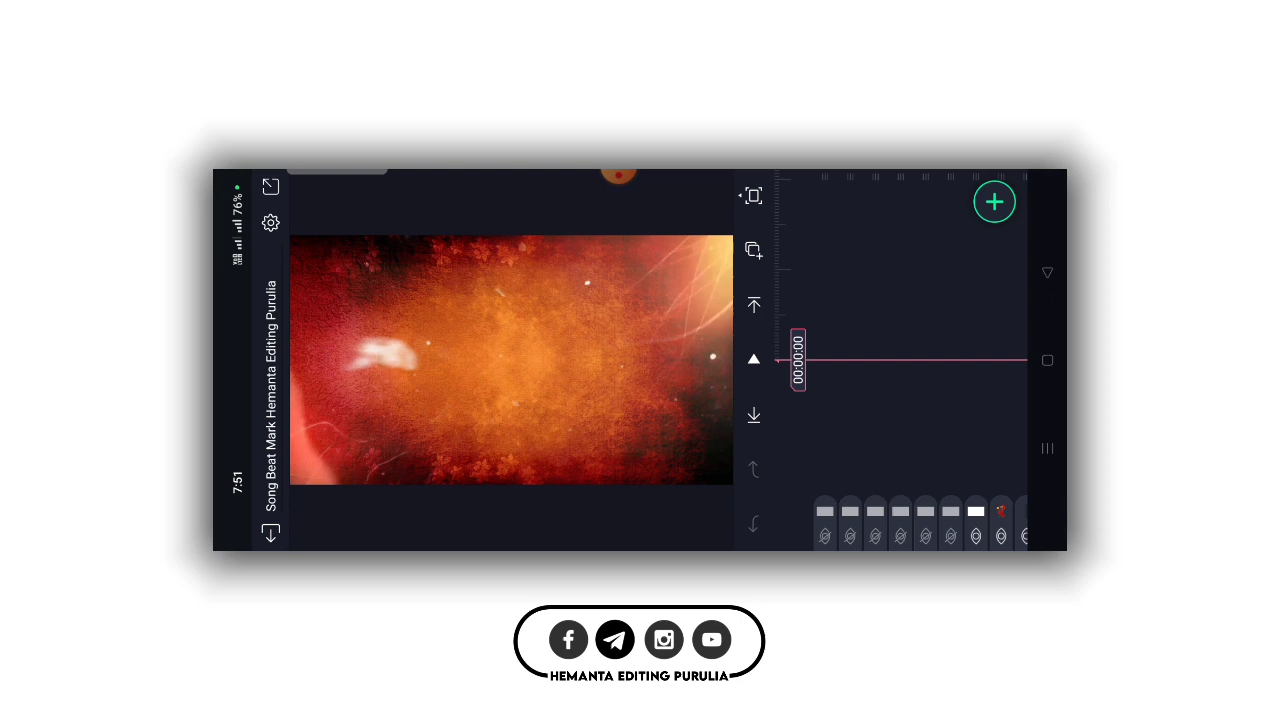 7:51
76%
Song Beat Mark Hemanta Editing Purulia
00:00:00
HEMANTA EDITING PURULIA